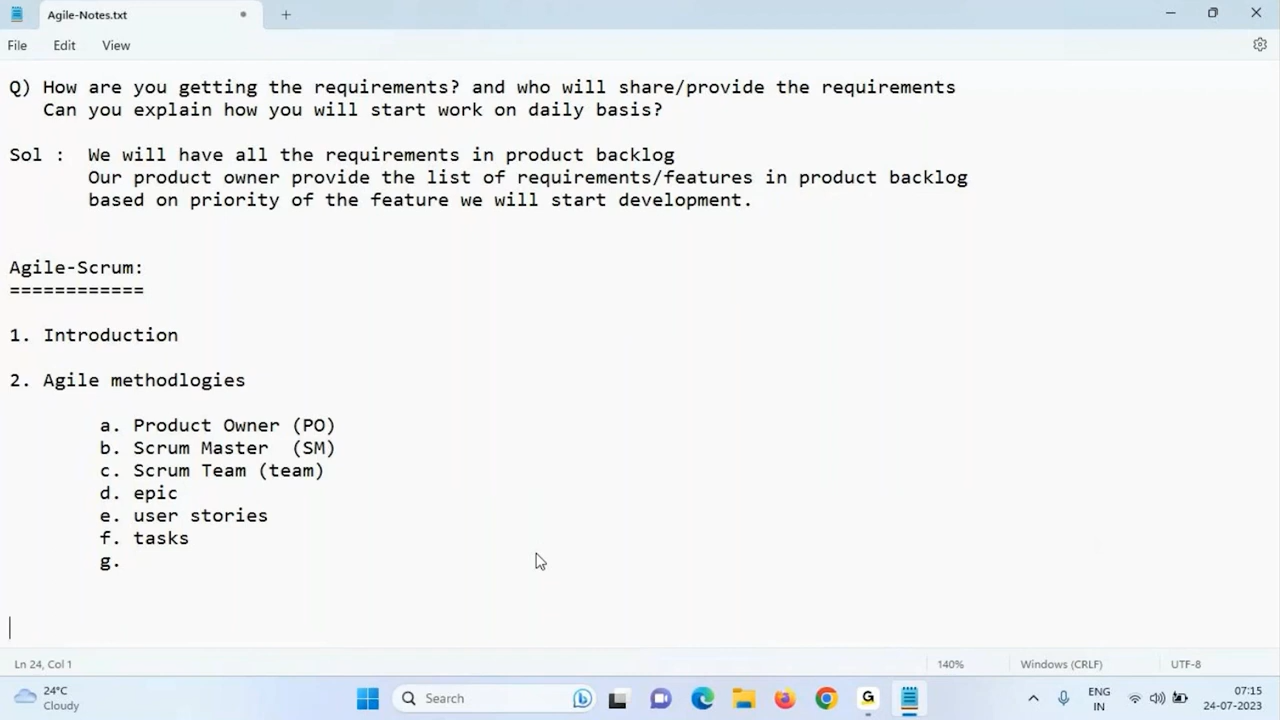 Agile-Notes.txt
File Edit View
Q) How are you getting the requirements? and who will share/provide the requirements
Can you explain how you will start work on daily basis?
Sol : We will have all the requirements in product backlog
Our product owner provide the list of requirements/features in product backlog
based on priority of the feature we will start development.
Agile-Scrum:
============
1. Introduction
2. Agile methodlogies
a. Product Owner (PO)
b. Scrum Master (SM)
c. Scrum Team (team)
d. epic
e. user stories
f. tasks
g.
Ln 24, Col 1 140% Windows (CRLF) UTF-8
24°C
Cloudy
Search
ENG
IN
07:15
24-07-2023